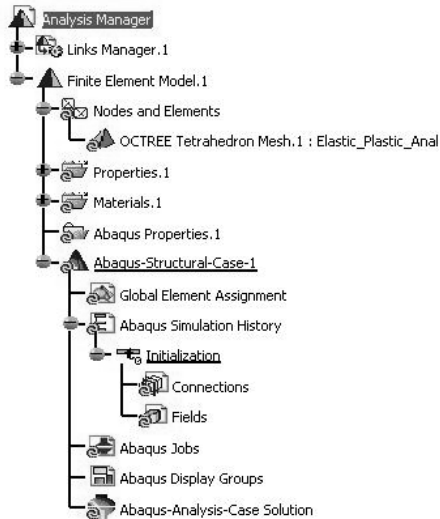 Analysis Manager
Links Manager.1
Finite Element Model.1
Nodes and Elements
OCTREE Tetrahedron Mesh.1 : Elastic_Plastic_Anal
Properties.1
Materials.1
Abaqus Properties.1
Abaqus-Structural-Case-1
Global Element Assignment
Abaqus Simulation History
Initialization
Connections
Fields
Abaqus Jobs
Abaqus Display Groups
Abaqus-Analysis-Case Solution